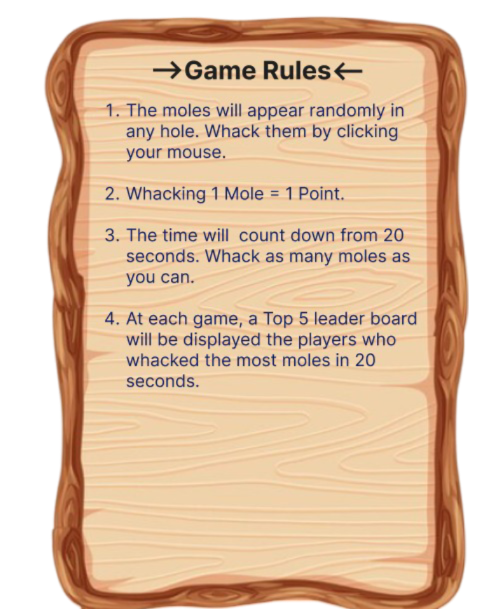 →Game Rules←
1. The moles will appear randomly in
any hole. Whack them by clicking
your mouse.
2. Whacking 1 Mole = 1 Point.
3. The time will  count down from 20
seconds. Whack as many moles as
you can.
4. At each game, a Top 5 leader board
will be displayed the players who
whacked the most moles in 20
seconds.